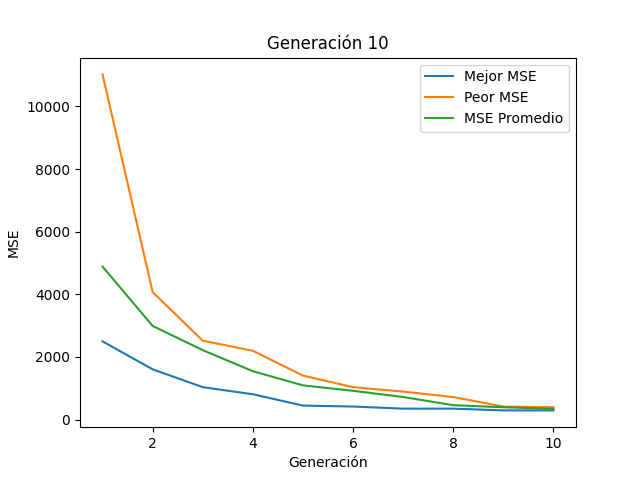 Generación 10
Mejor MSE
Peor MSE
MSE Promedio
10000
8000
6000
4000
2000
0
MSE
2
4
6
8
10
Generación